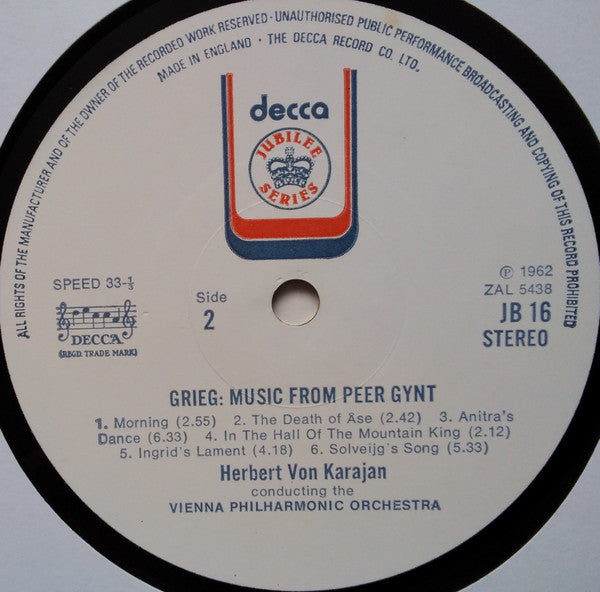 ALL RIGHTS OF THE MANUFACTURER AND OF THE OWNER OF THE RECORDED WORK RESERVED · UNAUTHORISED PUBLIC PERFORMANCE BROADCASTING AND COPYING OF THIS RECORD PROHIBITED
MADE IN ENGLAND · THE DECCA RECORD CO. LTD.
decca
JUBILEE
SERIES
SPEED 33-⅓
DECCA
(REGD. TRADE MARK)
Side
2
℗ 1962
ZAL 5438
JB 16
STEREO
GRIEG: MUSIC FROM PEER GYNT
1. Morning (2.55) 2. The Death of Åse (2.42) 3. Anitra's
Dance (6.33) 4. In The Hall Of The Mountain King (2.12)
5. Ingrid's Lament (4.18) 6. Solveijg's Song (5.33)
Herbert Von Karajan
conducting the
VIENNA PHILHARMONIC ORCHESTRA